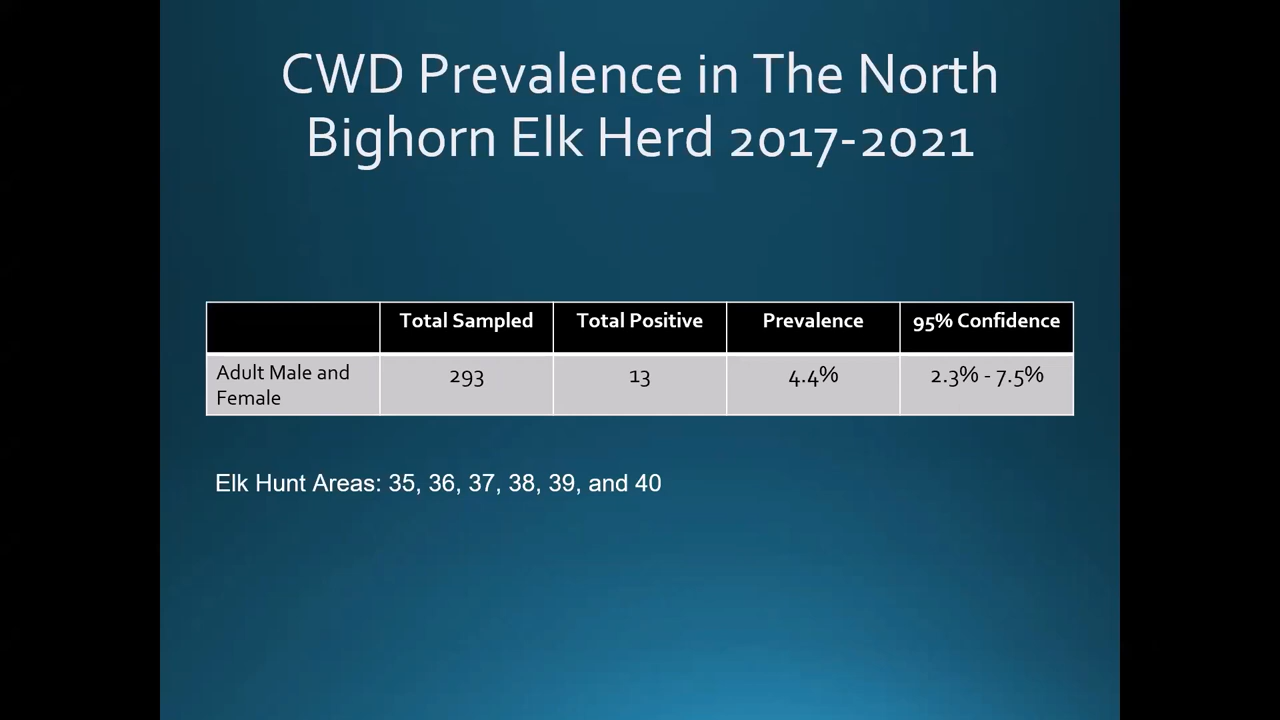 CWD Prevalence in The North
Bighorn Elk Herd 2017-2021
Total Sampled Total Positive Prevalence 95% Confidence
Adult Male and Female 293 13 4.4% 2.3% - 7.5%
Elk Hunt Areas: 35, 36, 37, 38, 39, and 40